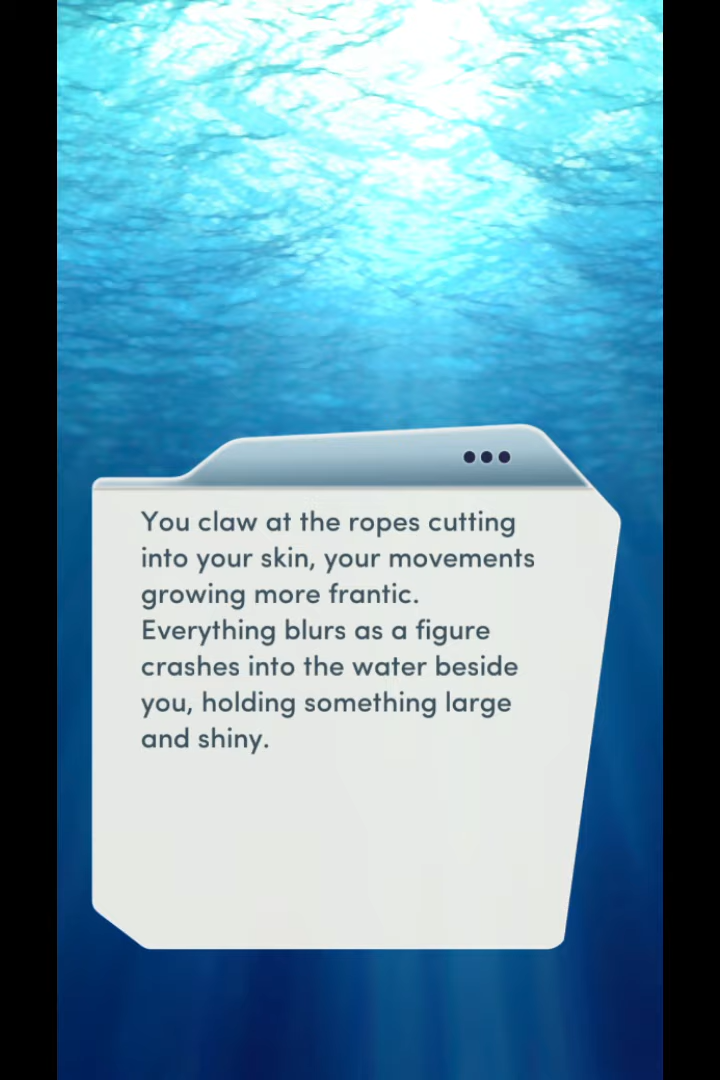 You claw at the ropes cutting
into your skin, your movements
growing more frantic.
Everything blurs as a figure
crashes into the water beside
you, holding something large
and shiny.